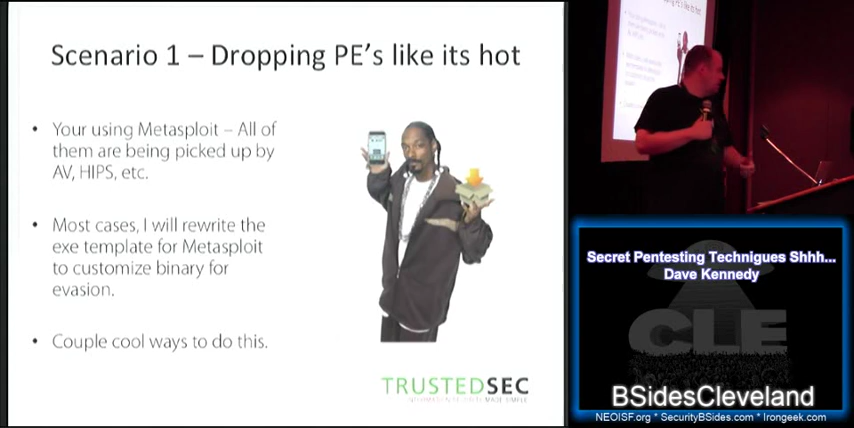 Scenario 1 – Dropping PE's like its hot
• Your using Metasploit – All of
them are being picked up by
AV, HIPS, etc.
• Most cases, I will rewrite the
exe template for Metasploit
to customize binary for
evasion.
• Couple cool ways to do this.
TRUSTEDSEC
MADE SIMPLE
Secret Pentesting Techniques Shhh...
Dave Kennedy
CLE
BSidesCleveland
NEOISF.org * SecurityBSides.com * Irongeek.com